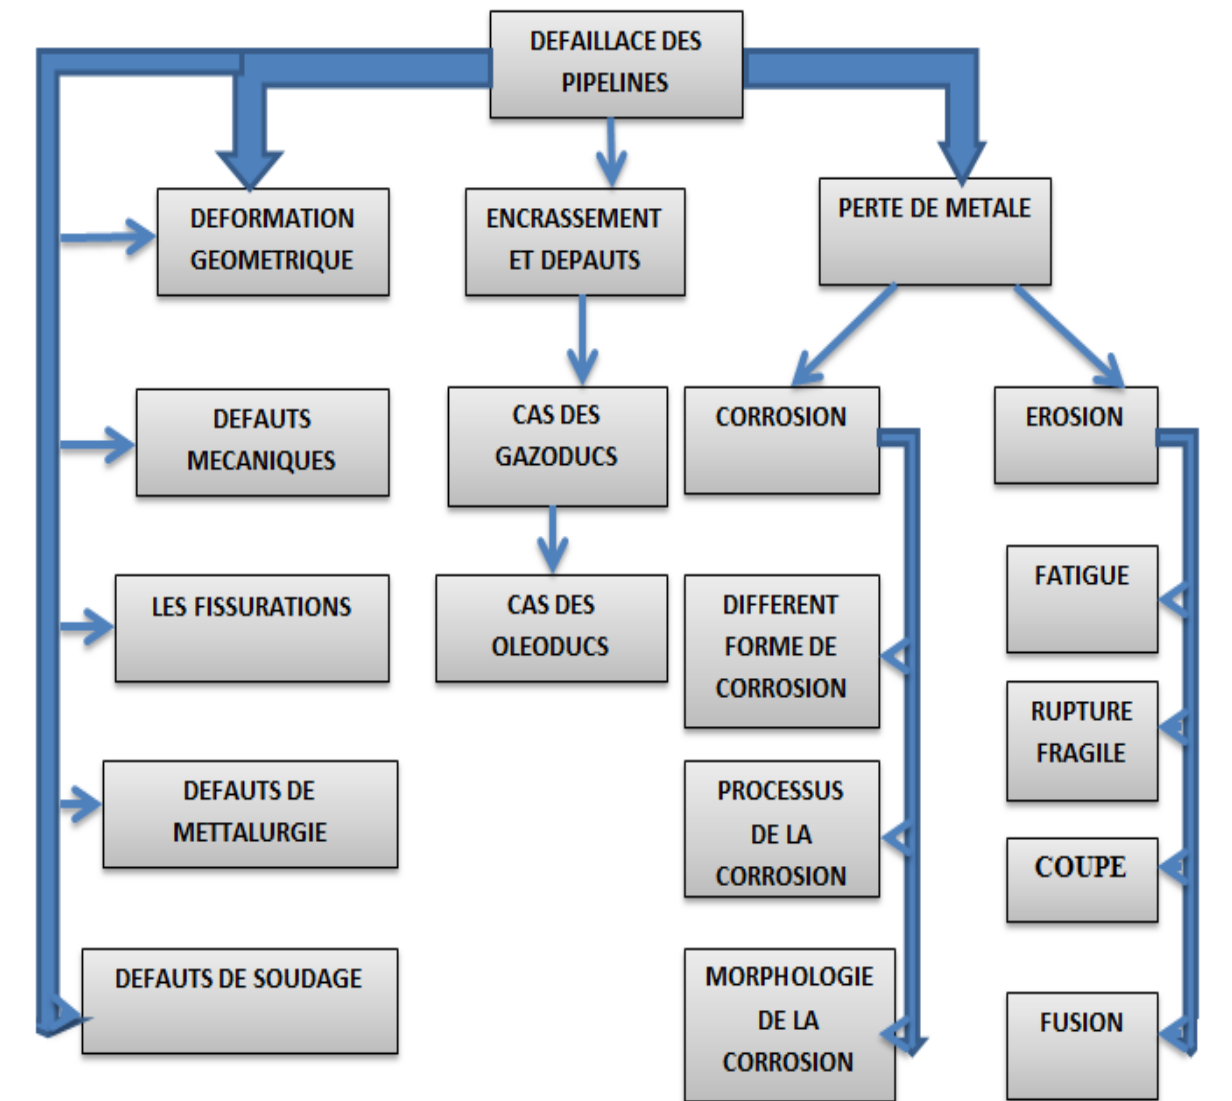 DEFAILLACE DES
PIPELINES
DEFORMATION
GEOMETRIQUE
ENCRASSEMENT
ET DEPAUTS
PERTE DE METALE
DEFAUTS
MECANIQUES
CAS DES
GAZODUCS
CORROSION
EROSION
LES FISSURATIONS
CAS DES
OLEODUCS
DIFFERENT
FORME DE
CORROSION
FATIGUE
RUPTURE
FRAGILE
DEFAUTS DE
METTALURGIE
PROCESSUS
DE LA
CORROSION
COUPE
DEFAUTS DE SOUDAGE
MORPHOLOGIE
DE LA
CORROSION
FUSION